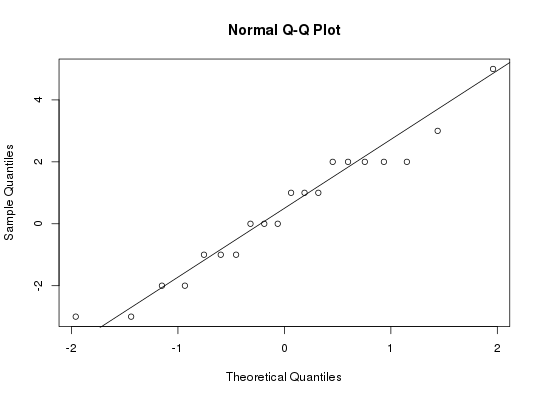 Normal Q-Q Plot
4
2
0
-2
Sample Quantiles
-2 -1 0 1 2
Theoretical Quantiles